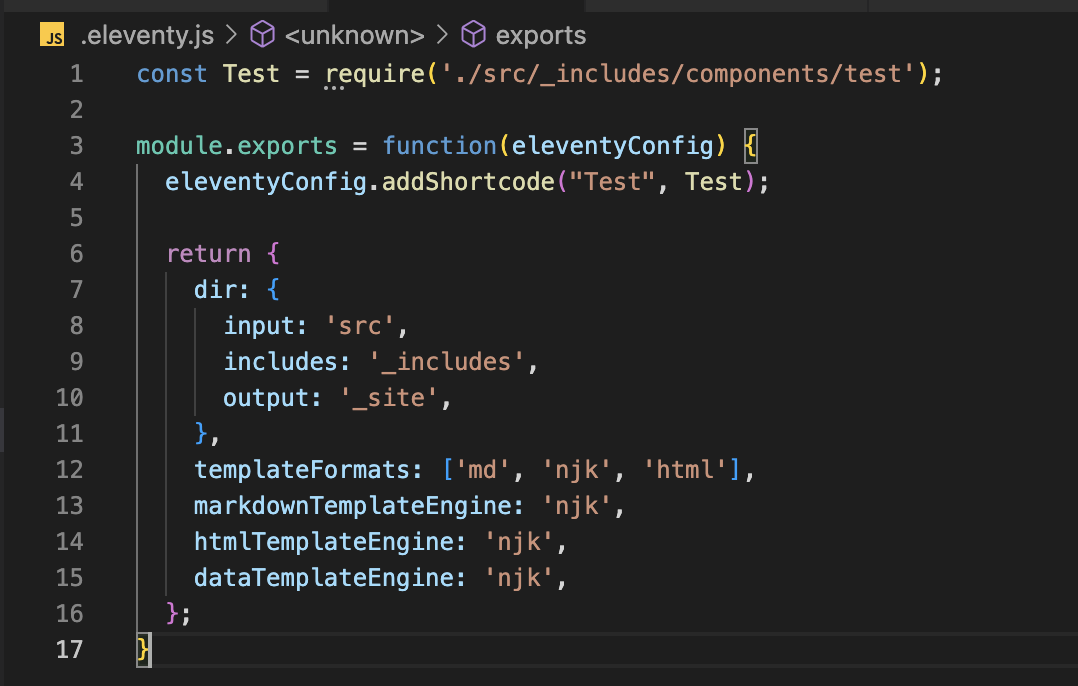 JS .eleventy.js > <unknown> > exports
1 const Test = require('./src/_includes/components/test');
2
3 module.exports = function(eleventyConfig) {
4   eleventyConfig.addShortcode("Test", Test);
5
6   return {
7     dir: {
8       input: 'src',
9       includes: '_includes',
10       output: '_site',
11     },
12     templateFormats: ['md', 'njk', 'html'],
13     markdownTemplateEngine: 'njk',
14     htmlTemplateEngine: 'njk',
15     dataTemplateEngine: 'njk',
16   };
17 }